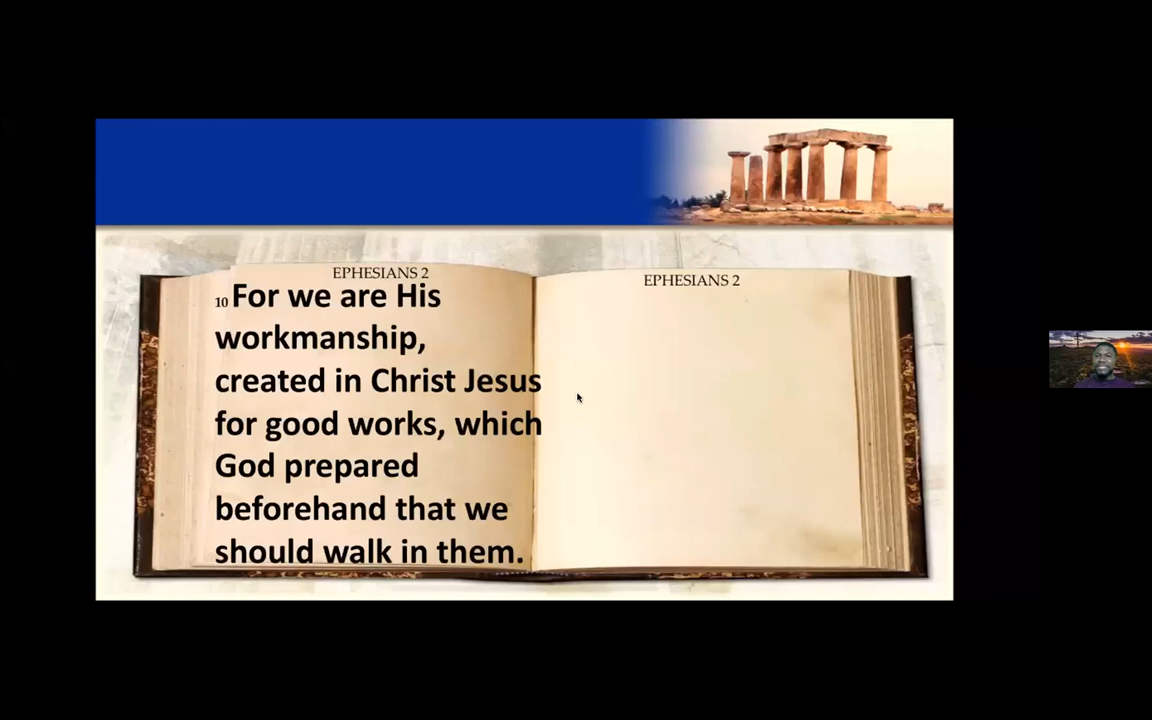 EPHESIANS 2
10 For we are His
workmanship,
created in Christ Jesus
for good works, which
God prepared
beforehand that we
should walk in them.
EPHESIANS 2